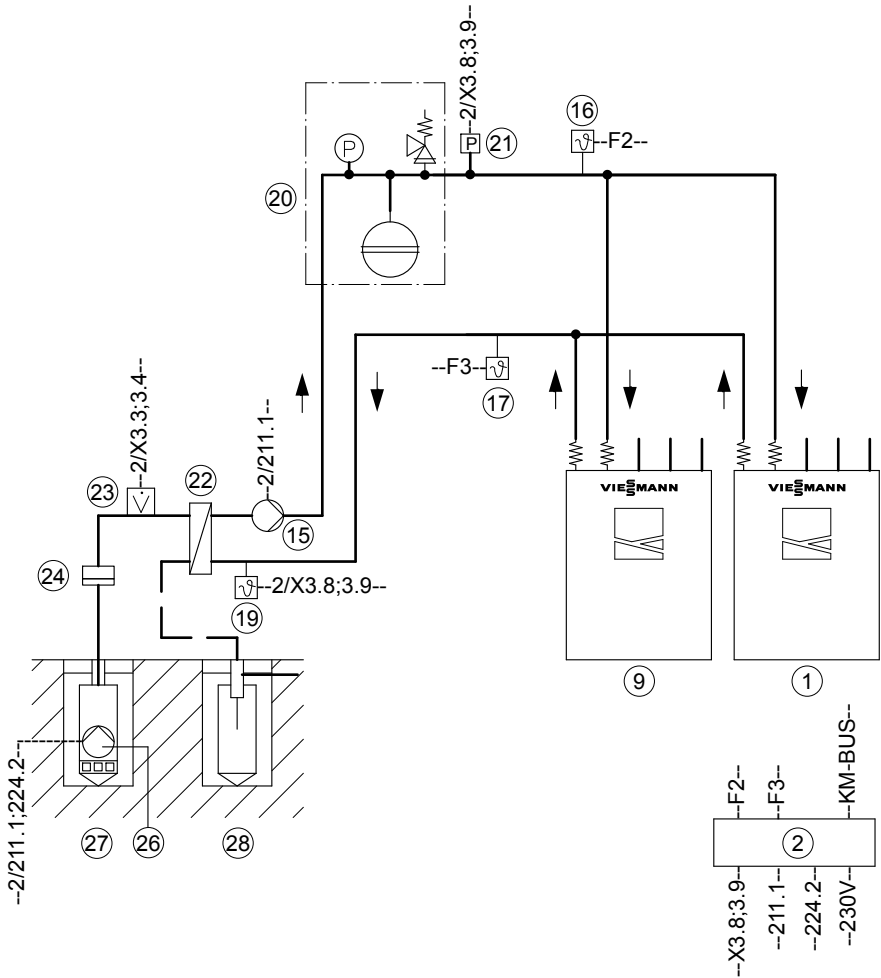 --2/X3.8;3.9--
16
P
P
21
ϑ
--F2--
20
--F3--
ϑ
17
--2/X3.3;3.4--
--2/211.1--
23
22
15
VIESSMANN
VIESSMANN
24
ϑ
--2/X3.8;3.9--
19
9
1
--2/211.1;224.2--
27
26
28
--F2--
--F3--
--KM-BUS--
2
--X3.8;3.9--
--211.1--
--224.2--
--230V--